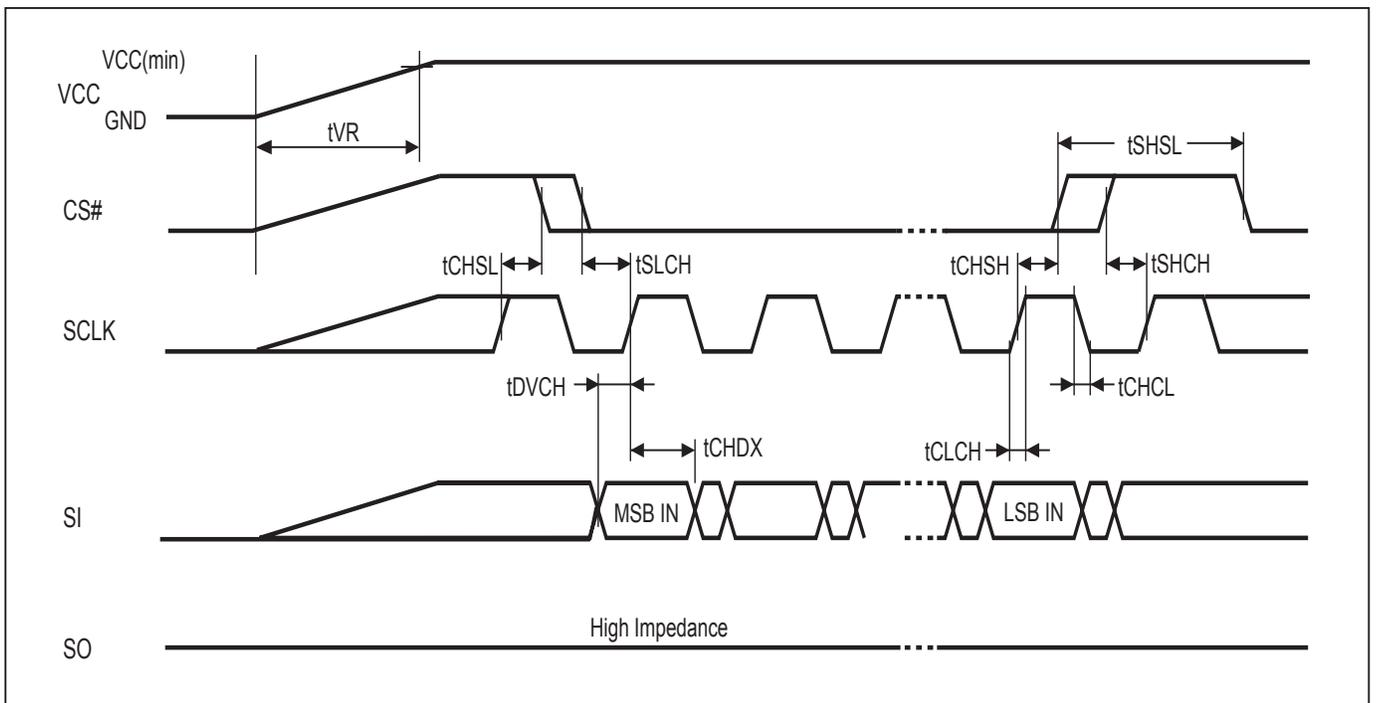 VCC(min)
VCC
GND
tVR
tSHSL
CS#
tCHSL
tSLCH
tCHSH
tSHCH
SCLK
tDVCH
tCHCL
tCHDX
tCLCH
SI
MSB IN
LSB IN
High Impedance
SO